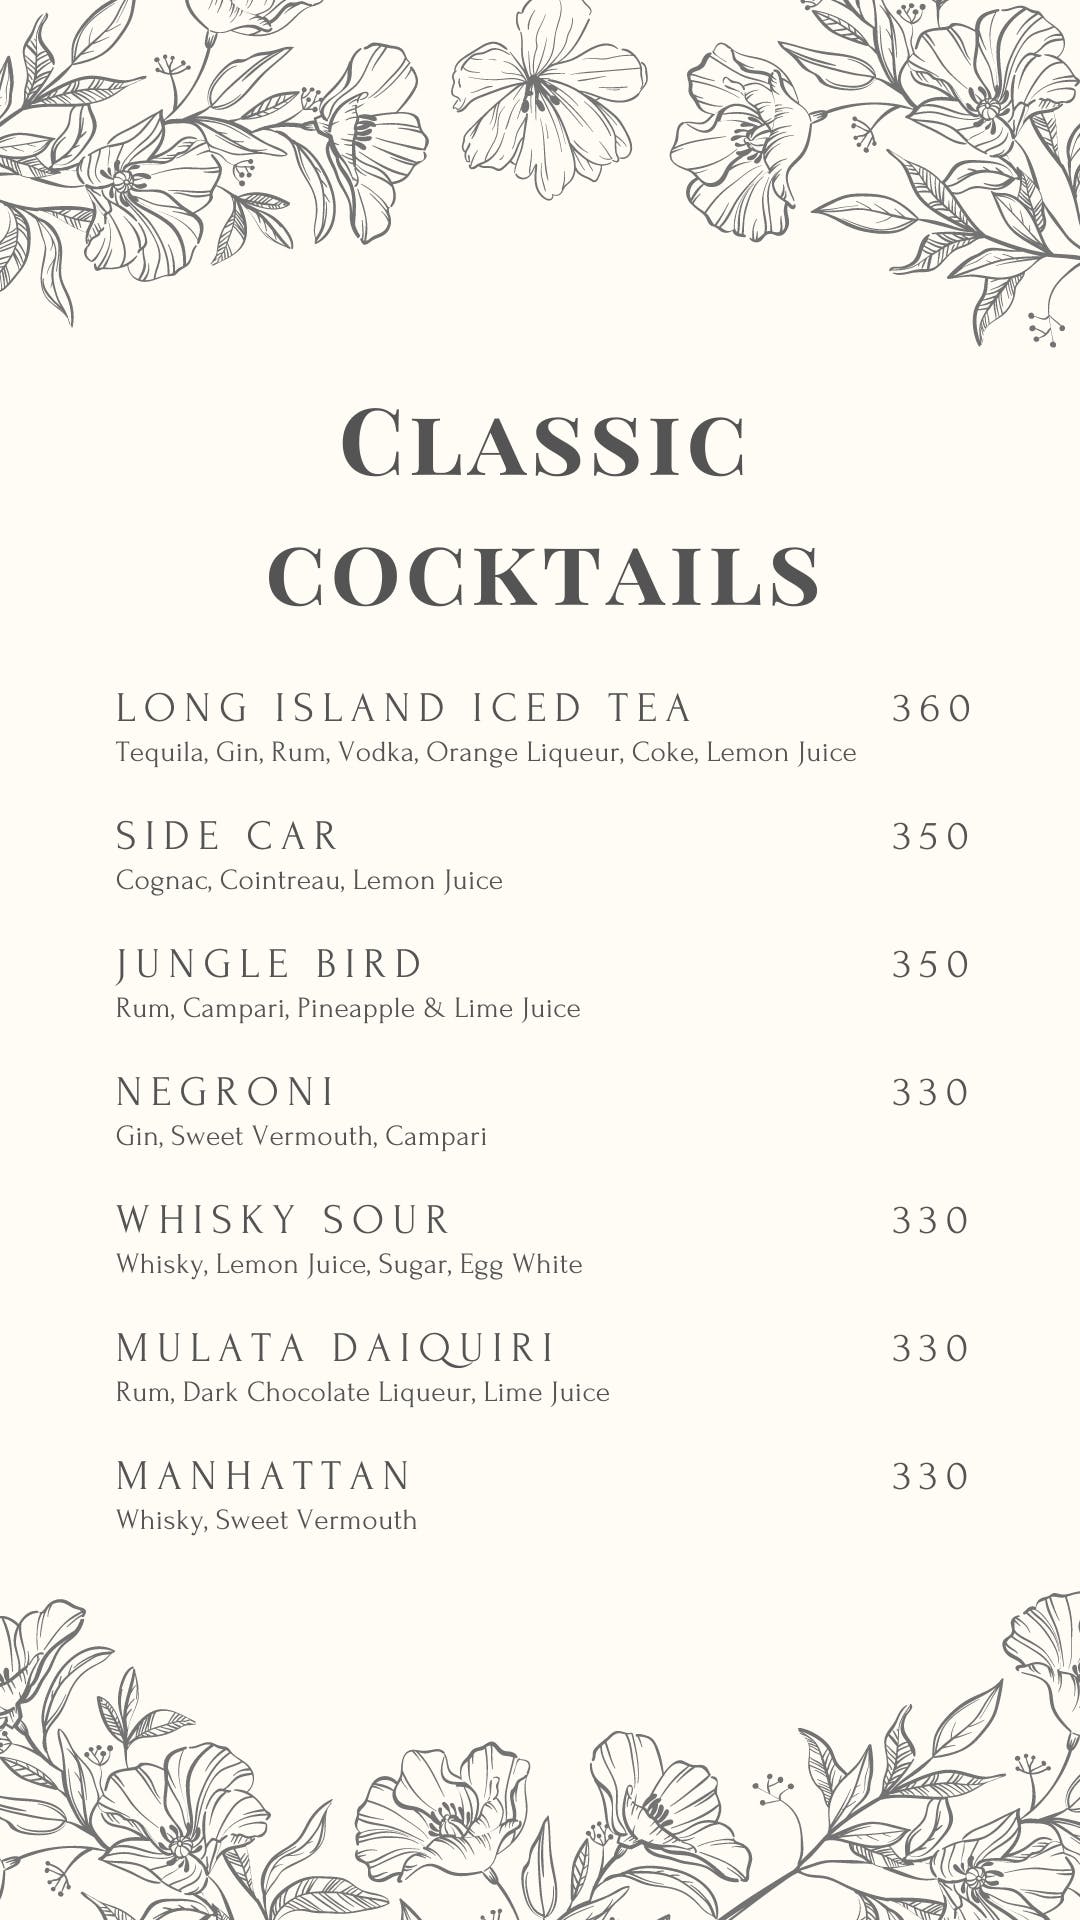 Classic
cocktails
LONG ISLAND ICED TEA 360
Tequila, Gin, Rum, Vodka, Orange Liqueur, Coke, Lemon Juice
SIDE CAR 350
Cognac, Cointreau, Lemon Juice
JUNGLE BIRD 350
Rum, Campari, Pineapple & Lime Juice
NEGRONI 330
Gin, Sweet Vermouth, Campari
WHISKY SOUR 330
Whisky, Lemon Juice, Sugar, Egg White
MULATA DAIQUIRI 330
Rum, Dark Chocolate Liqueur, Lime Juice
MANHATTAN 330
Whisky, Sweet Vermouth